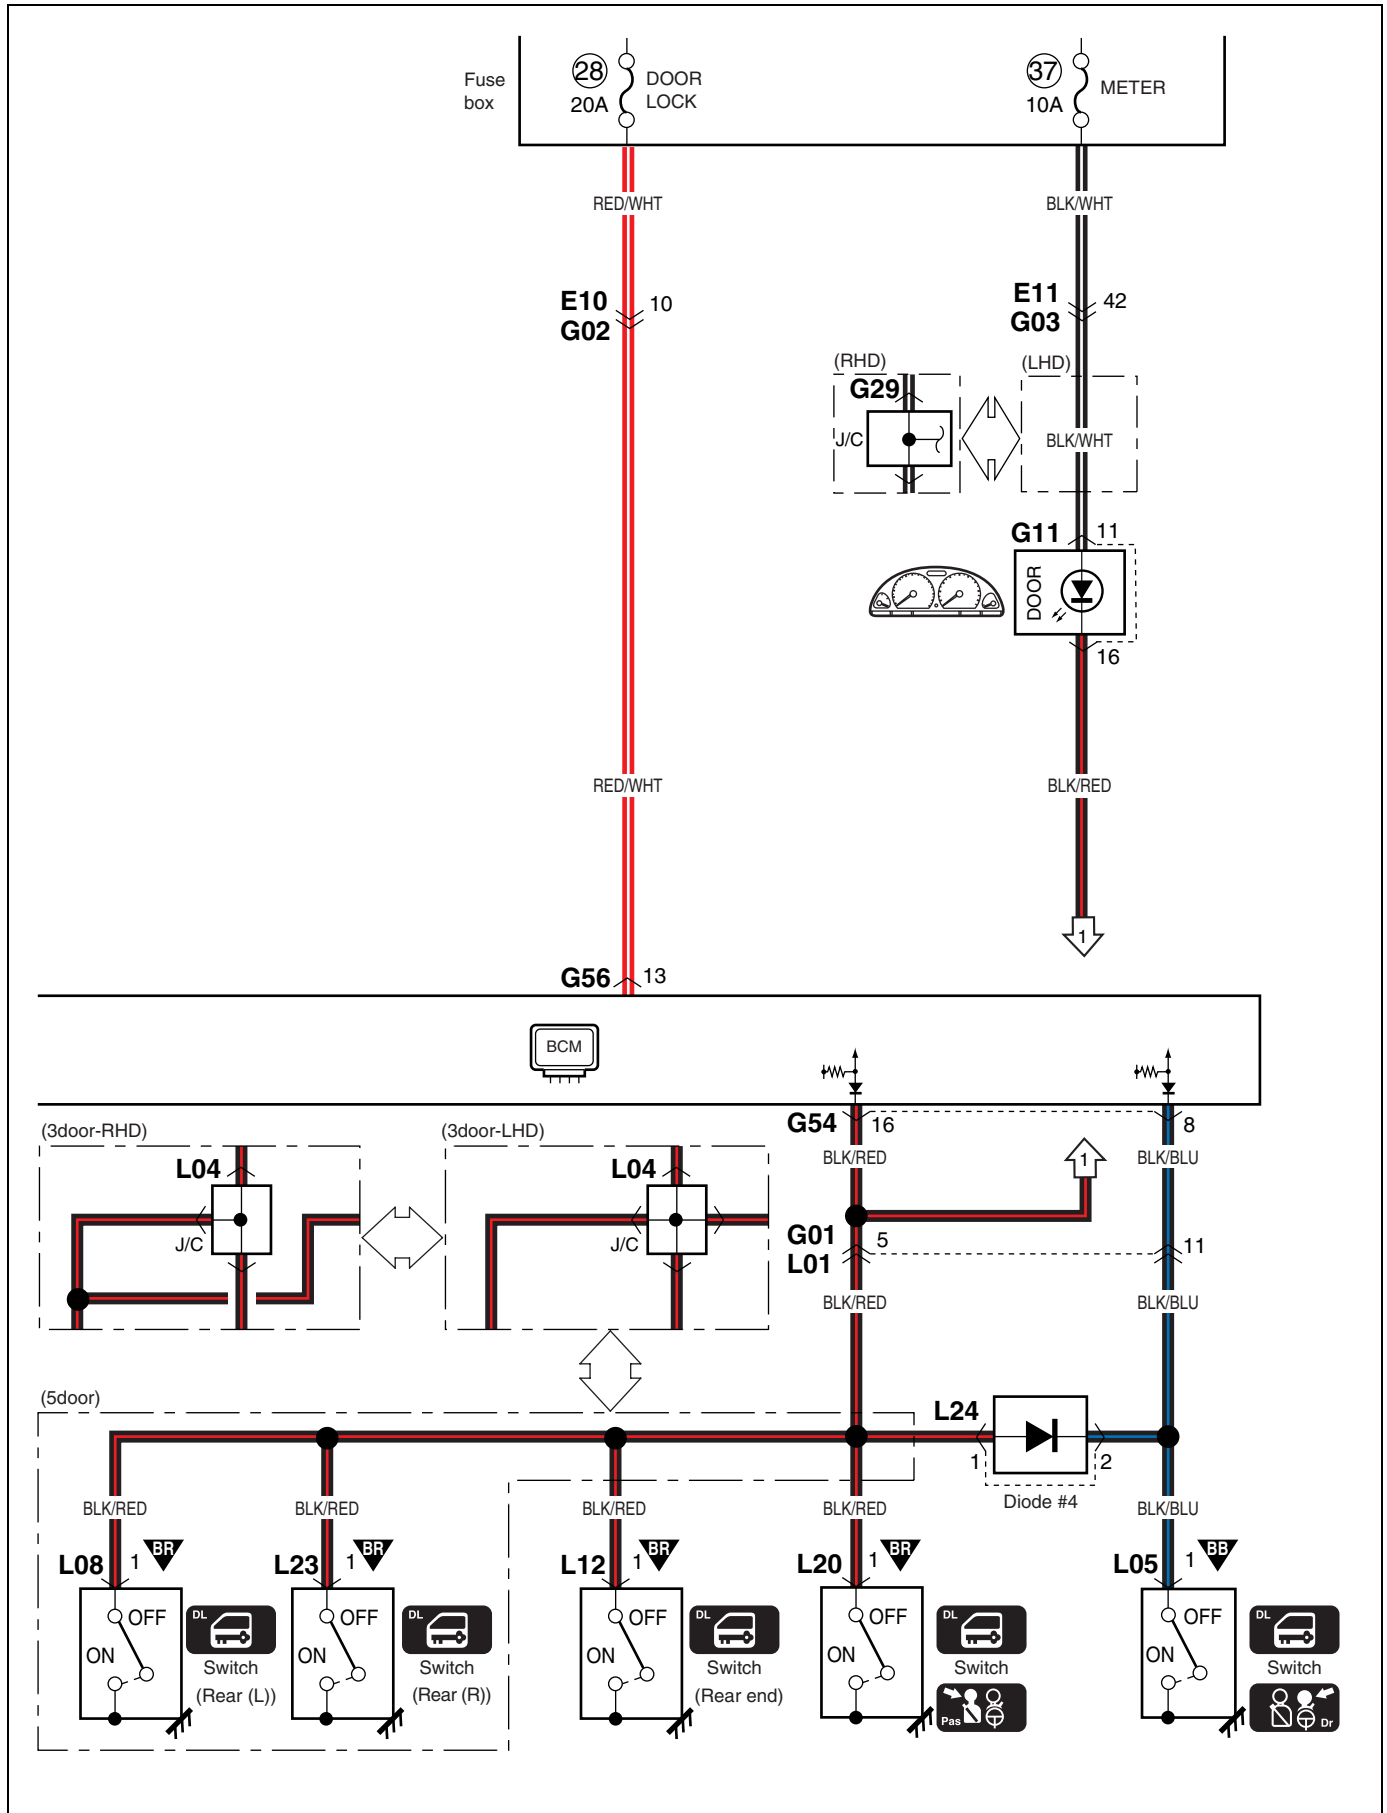 Fuse
box
28
20A
DOOR
LOCK
37
10A
METER
RED/WHT
BLK/WHT
E10
G02
10
E11
G03
42
(RHD)
G29
J/C
(LHD)
BLK/WHT
G11
11
DOOR
16
RED/WHT
BLK/RED
1
G56
13
BCM
G54
16
8
(3door-RHD)
L04
J/C
(3door-LHD)
L04
J/C
BLK/RED
1
BLK/BLU
G01
L01
5
11
BLK/RED
BLK/BLU
(5door)
L24
1
2
Diode #4
BLK/RED
BLK/RED
BLK/RED
BLK/RED
BLK/BLU
L08
1
BR
L23
1
BR
L12
1
BR
L20
1
BR
L05
1
BB
OFF
ON
DL
Switch
(Rear (L))
OFF
ON
DL
Switch
(Rear (R))
OFF
ON
DL
Switch
(Rear end)
OFF
ON
DL
Switch
Pas
OFF
ON
DL
Switch
Dr